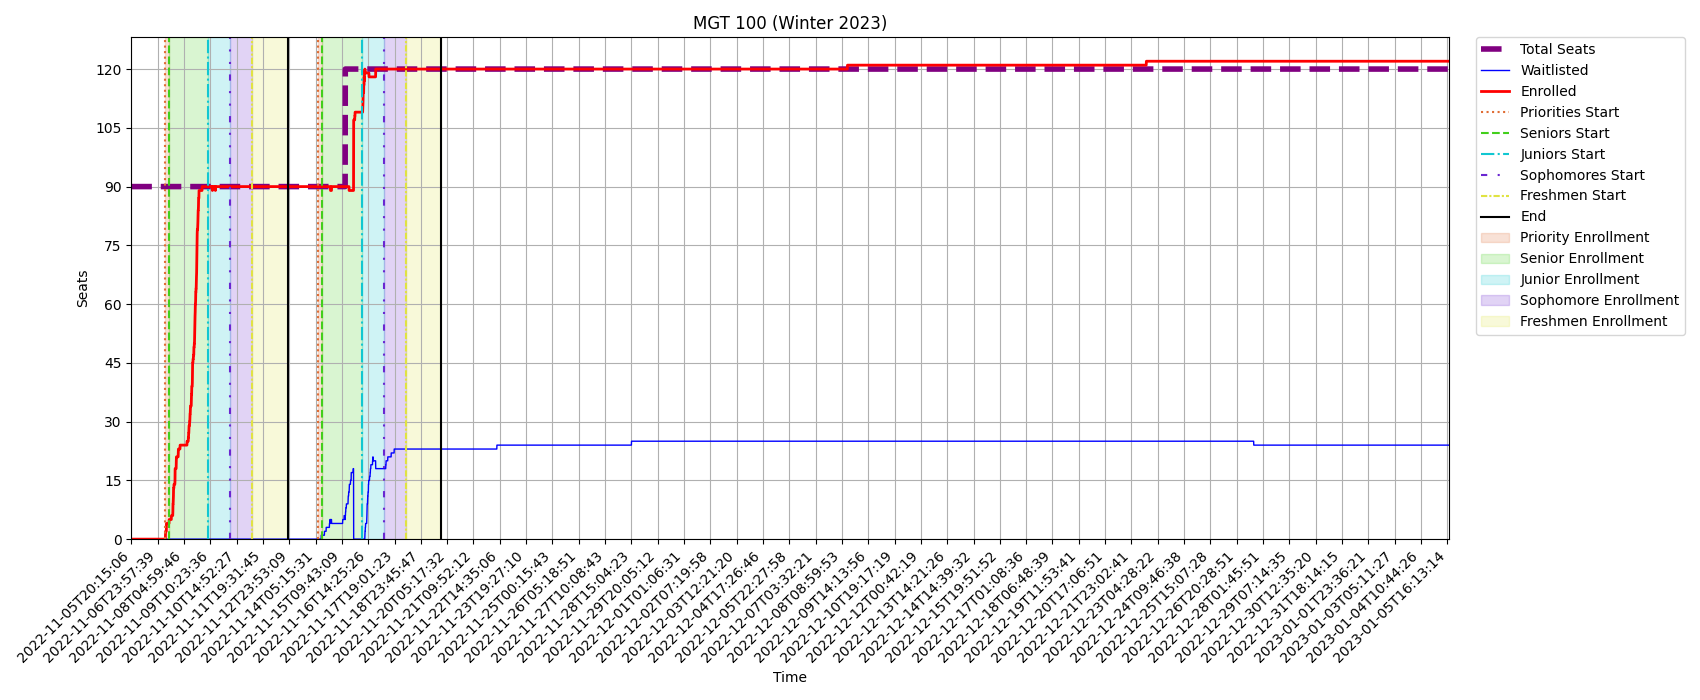 MGT 100 (Winter 2023)
Seats
120
105
90
75
60
45
30
15
0
2022-11-05T20:15:06
2022-11-06T23:57:39
2022-11-08T04:59:46
2022-11-09T10:23:36
2022-11-10T14:52:27
2022-11-11T19:31:45
2022-11-12T23:53:09
2022-11-14T05:15:31
2022-11-15T09:43:09
2022-11-16T14:25:26
2022-11-17T19:01:23
2022-11-18T23:45:47
2022-11-20T05:17:32
2022-11-21T09:52:12
2022-11-22T14:35:06
2022-11-23T19:27:10
2022-11-25T00:15:43
2022-11-26T05:18:51
2022-11-27T10:08:43
2022-11-28T15:04:23
2022-11-29T20:05:12
2022-12-01T01:06:31
2022-12-02T07:19:58
2022-12-03T12:21:20
2022-12-04T17:26:46
2022-12-05T22:27:58
2022-12-07T03:32:21
2022-12-08T08:59:53
2022-12-09T14:13:56
2022-12-10T19:17:19
2022-12-12T00:42:19
2022-12-13T14:21:26
2022-12-14T14:39:32
2022-12-15T19:51:52
2022-12-17T01:08:36
2022-12-18T06:48:39
2022-12-19T11:53:41
2022-12-20T17:06:51
2022-12-21T23:02:41
2022-12-23T04:28:22
2022-12-24T09:46:38
2022-12-25T15:07:28
2022-12-26T20:28:51
2022-12-28T01:45:51
2022-12-29T07:14:35
2022-12-30T12:35:20
2022-12-31T18:14:15
2023-01-01T23:36:21
2023-01-03T05:11:27
2023-01-04T10:44:26
2023-01-05T16:13:14
Time
Total Seats
Waitlisted
Enrolled
Priorities Start
Seniors Start
Juniors Start
Sophomores Start
Freshmen Start
End
Priority Enrollment
Senior Enrollment
Junior Enrollment
Sophomore Enrollment
Freshmen Enrollment